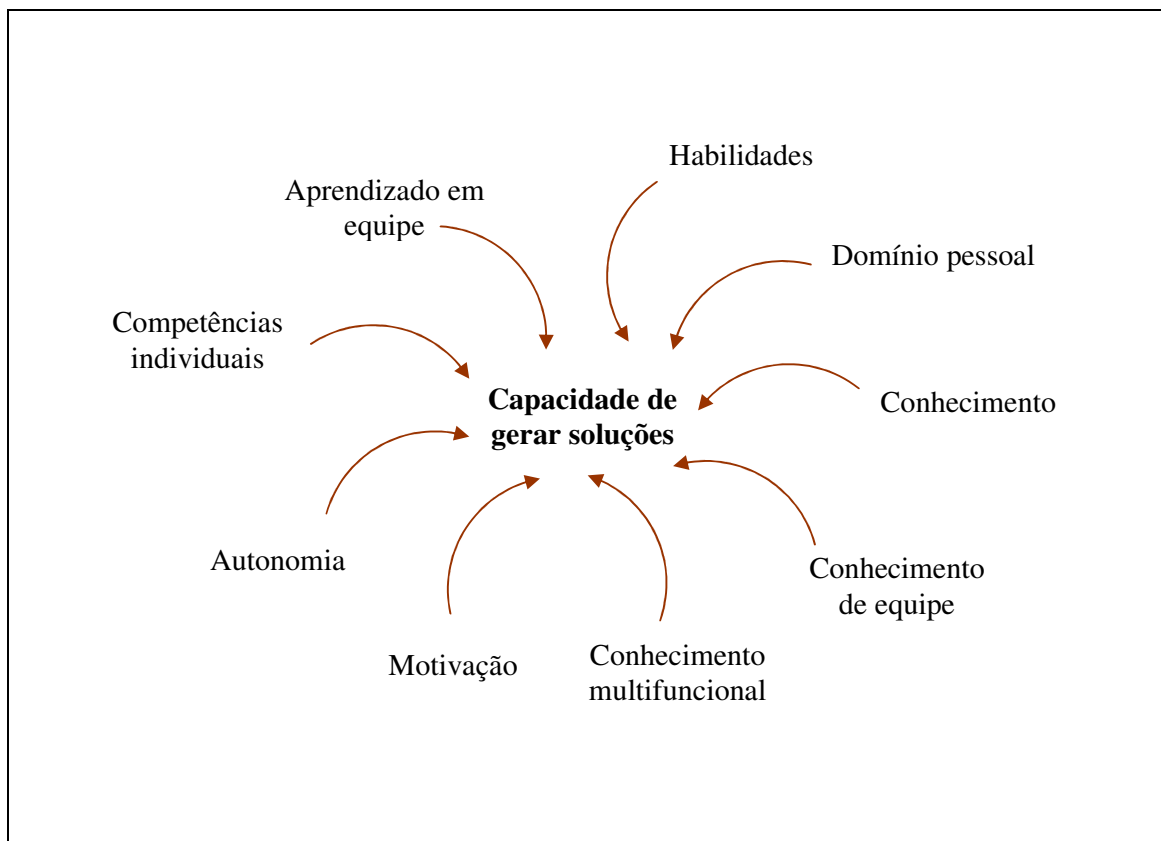 Habilidades
Aprendizado em
equipe
Domínio pessoal
Competências
individuais
Capacidade de
gerar soluções
Conhecimento
Autonomia
Conhecimento
de equipe
Motivação
Conhecimento
multifuncional